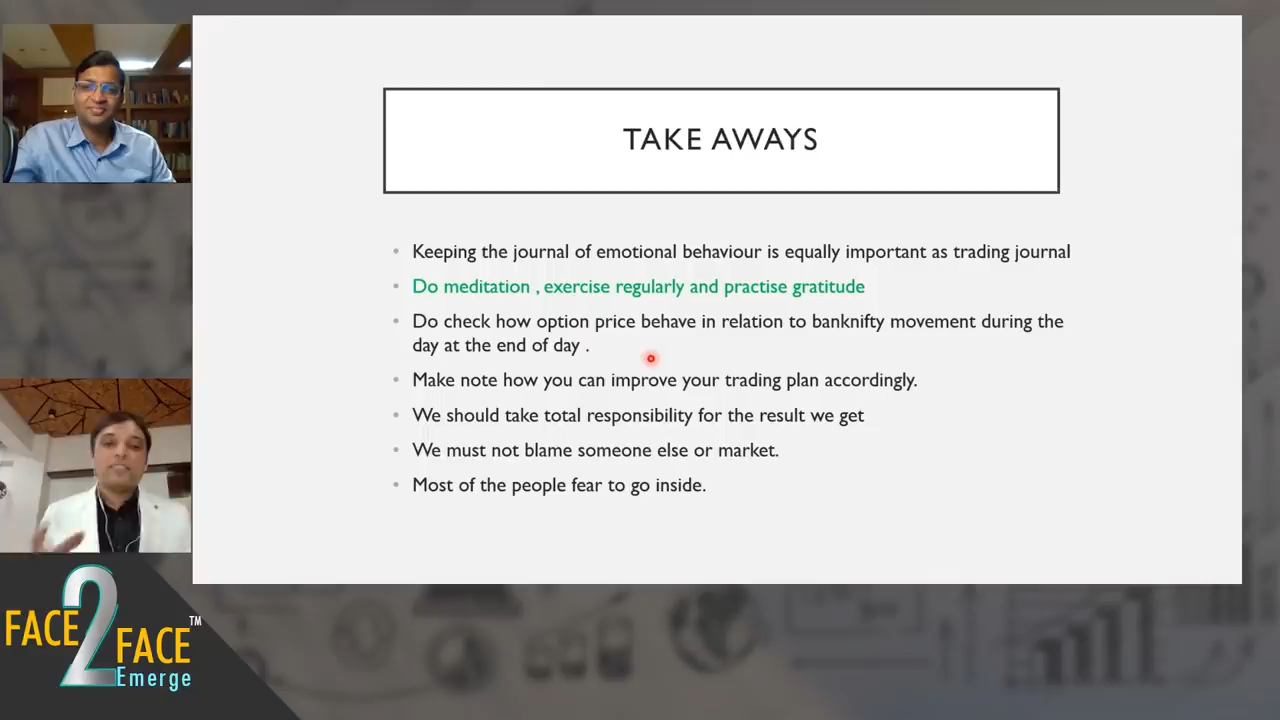 TAKE AWAYS
Keeping the journal of emotional behaviour is equally important as trading journal
Do meditation , exercise regularly and practise gratitude
Do check how option price behave in relation to banknifty movement during the
day at the end of day .
Make note how you can improve your trading plan accordingly.
We should take total responsibility for the result we get
We must not blame someone else or market.
Most of the people fear to go inside.
FACE 2 FACE ™
Emerge